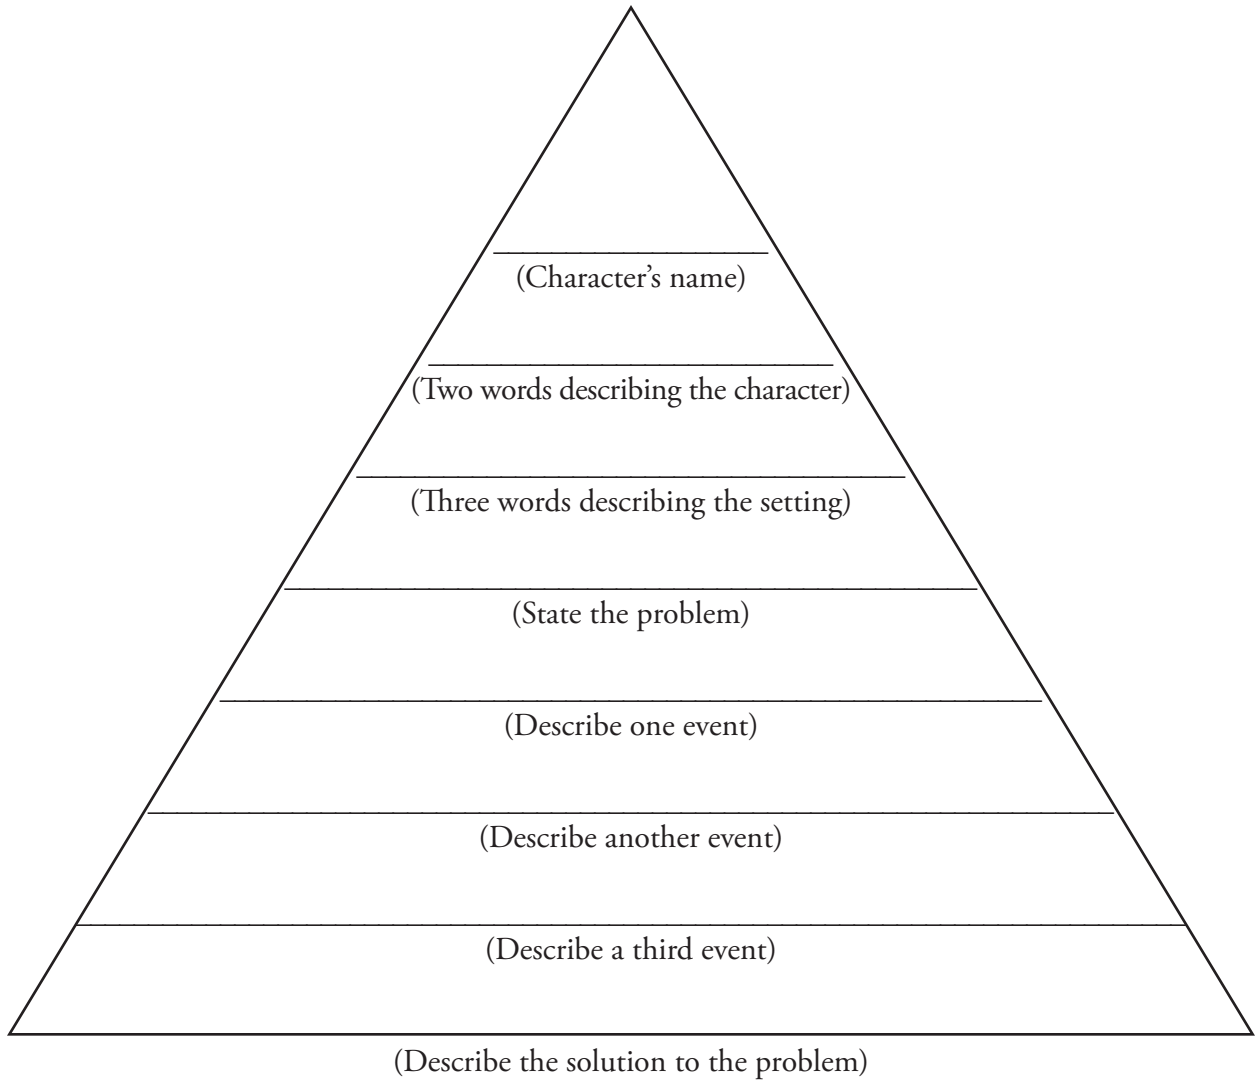 (Character’s name)
(Two words describing the character)
(Three words describing the setting)
(State the problem)
(Describe one event)
(Describe another event)
(Describe a third event)
(Describe the solution to the problem)